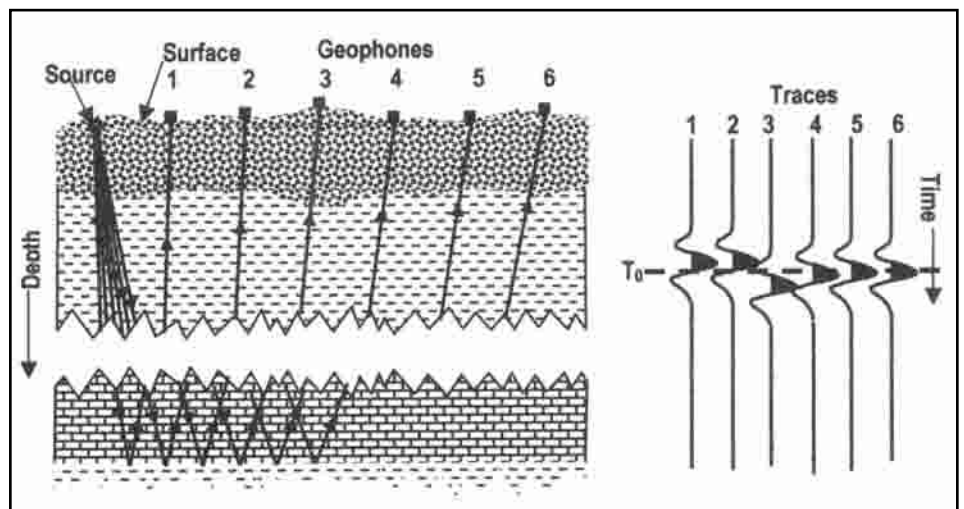 Source
Surface
Geophones
1 2 3 4 5 6
Depth
Traces
1 2 3 4 5 6
Time
T₀